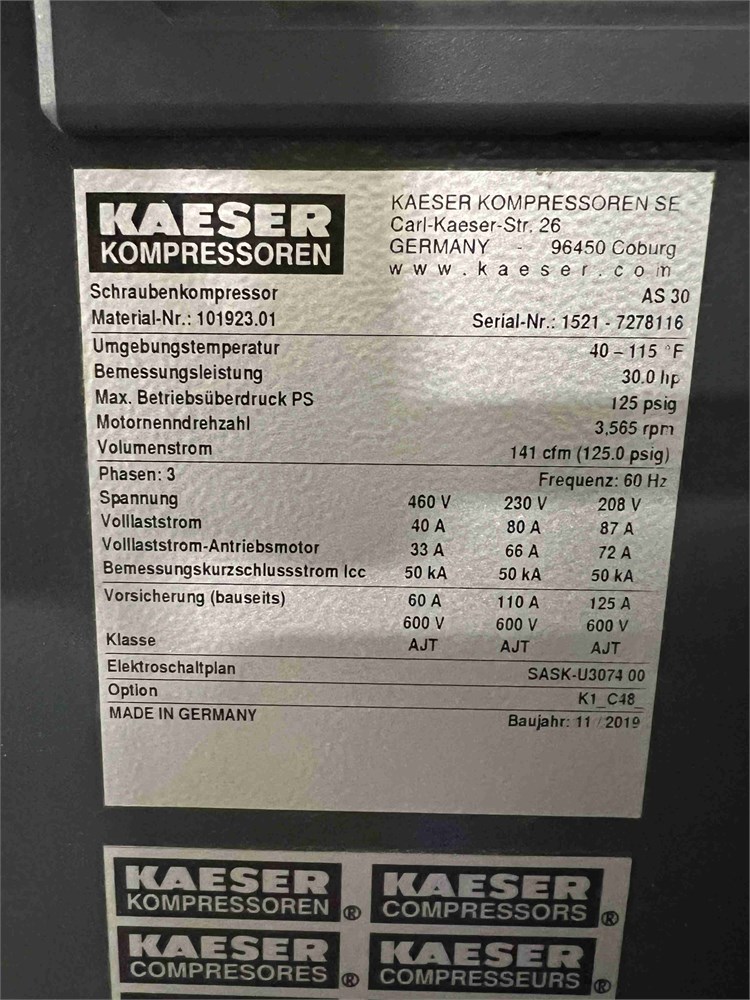 KAESER
KOMPRESSOREN
KAESER KOMPRESSOREN SE
Carl-Kaeser-Str. 26
GERMANY - 96450 Coburg
www.kaeser.com
Schraubenkompressor AS 30
Material-Nr.: 101923.01 Serial-Nr.: 1521 - 7278116
Umgebungstemperatur 40 – 115 °F
Bemessungsleistung 30.0 hp
Max. Betriebsüberdruck PS 125 psig
Motornenndrehzahl 3,565 rpm
Volumenstrom 141 cfm (125.0 psig)
Phasen: 3 Frequenz: 60 Hz
Spannung 460 V 230 V 208 V
Volllaststrom 40 A 80 A 87 A
Volllaststrom-Antriebsmotor 33 A 66 A 72 A
Bemessungskurzschlussstrom Icc 50 kA 50 kA 50 kA
Vorsicherung (bauseits) 60 A 110 A 125 A
600 V 600 V 600 V
Klasse AJT AJT AJT
Elektroschaltplan SASK-U3074 00
Option K1_C48_
MADE IN GERMANY Baujahr: 11 / 2019
KAESER
KOMPRESSOREN ®
KAESER
COMPRESSORS ®
KAESER
COMPRESORES ®
KAESER
COMPRESSEURS ®